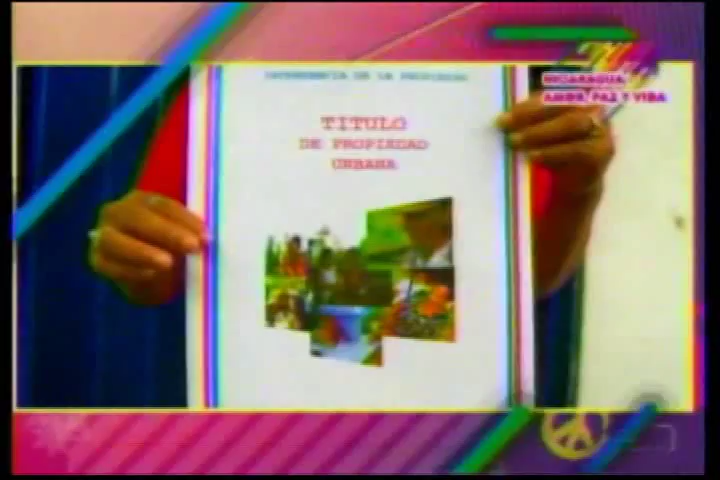 INTENDENCIA DE LA PROPIEDAD
TITULO
DE PROPIEDAD
URBANA
NICARAGUA
AMOR, PAZ Y VIDA